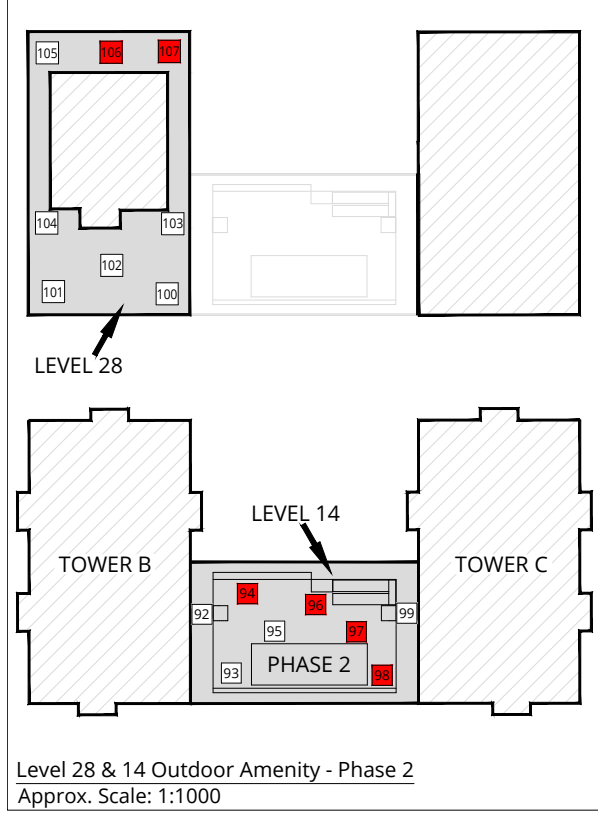 105 106 107
104 103
102
101 100
LEVEL 28
LEVEL 14
TOWER B TOWER C
94
96
92 99
95 97
93 PHASE 2 98
Level 28 & 14 Outdoor Amenity - Phase 2
Approx. Scale: 1:1000